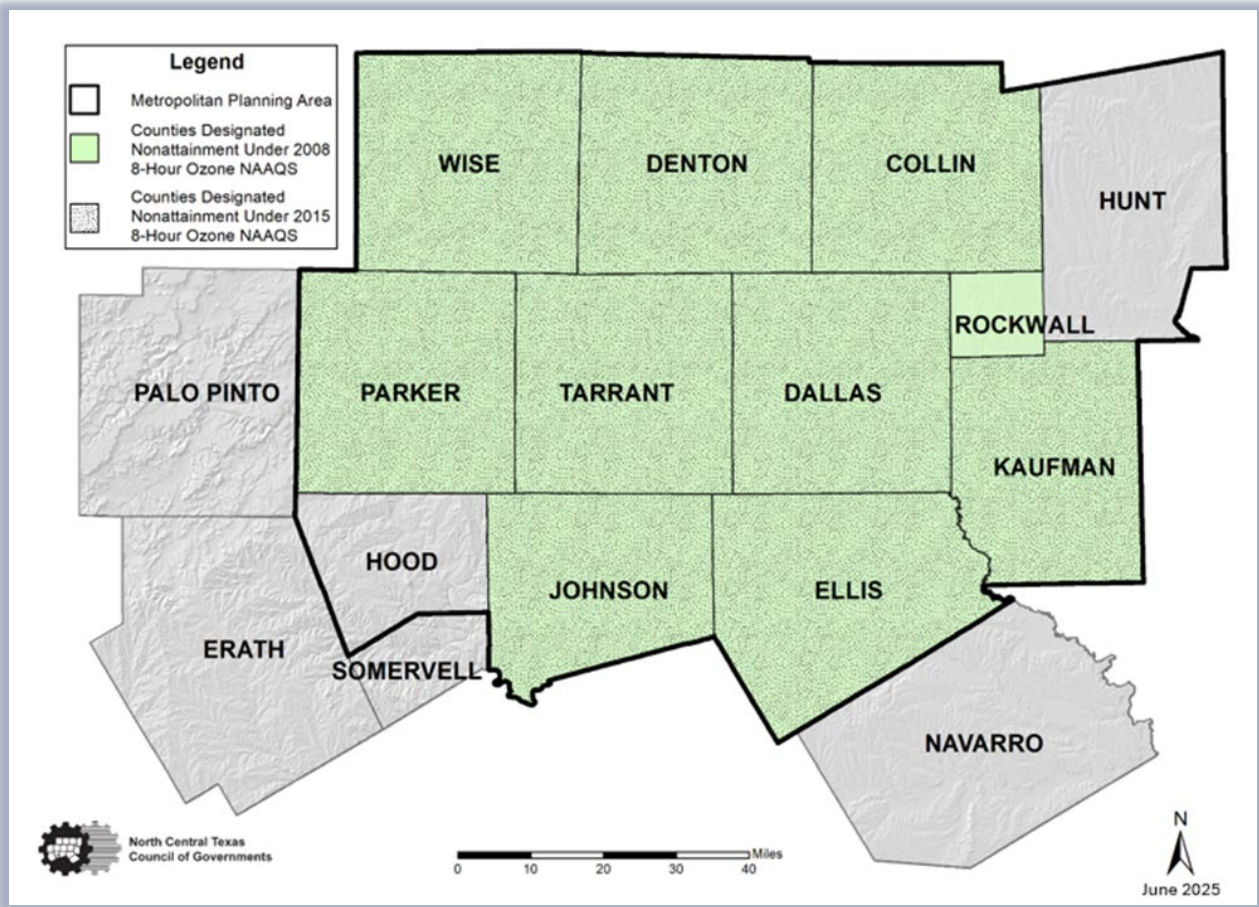 Legend
Metropolitan Planning Area
Counties Designated
Nonattainment Under 2008
8-Hour Ozone NAAQS
Counties Designated
Nonattainment Under 2015
8-Hour Ozone NAAQS
WISE
DENTON
COLLIN
HUNT
ROCKWALL
PALO PINTO
PARKER
TARRANT
DALLAS
KAUFMAN
HOOD
JOHNSON
ELLIS
ERATH
SOMERVELL
NAVARRO
North Central Texas
Council of Governments
Miles
0 10 20 30 40
N
June 2025